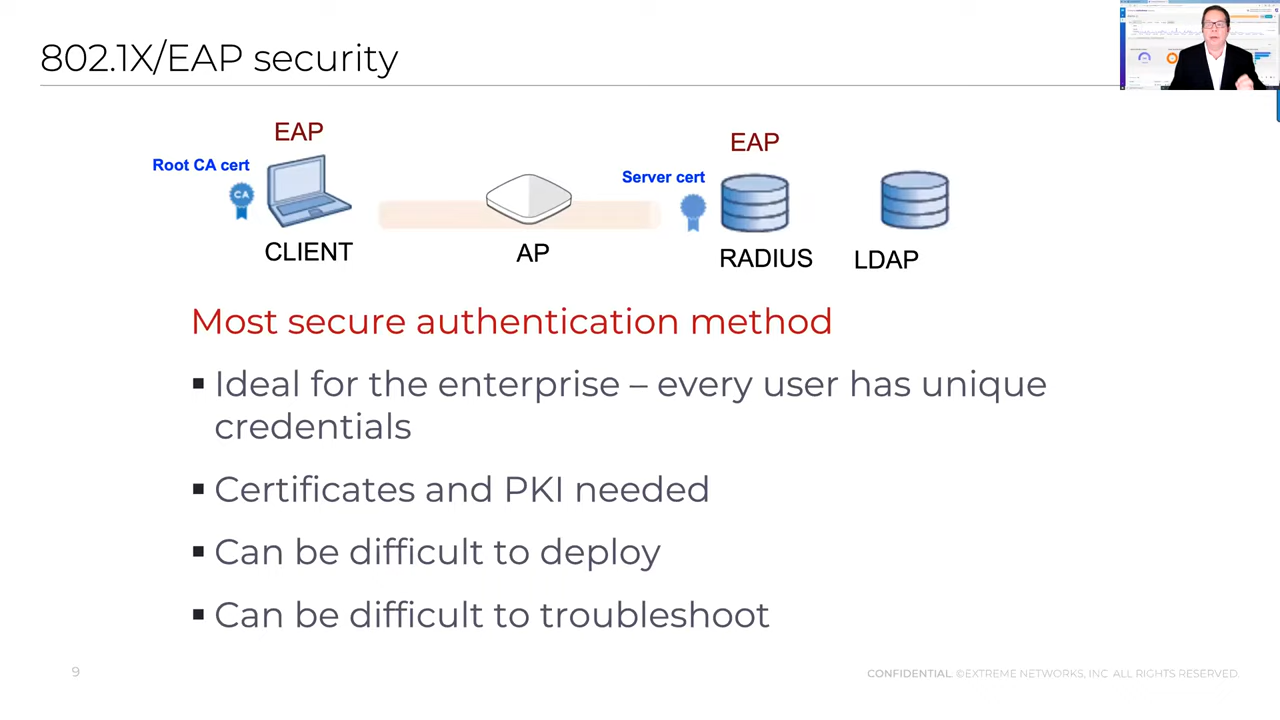 802.1X/EAP security
EAP
EAP
Root CA cert
Server cert
CA
CLIENT
AP
RADIUS
LDAP
Most secure authentication method
▪ Ideal for the enterprise – every user has unique
credentials
▪ Certificates and PKI needed
▪ Can be difficult to deploy
▪ Can be difficult to troubleshoot
9
CONFIDENTIAL. ©EXTREME NETWORKS, INC. ALL RIGHTS RESERVED.